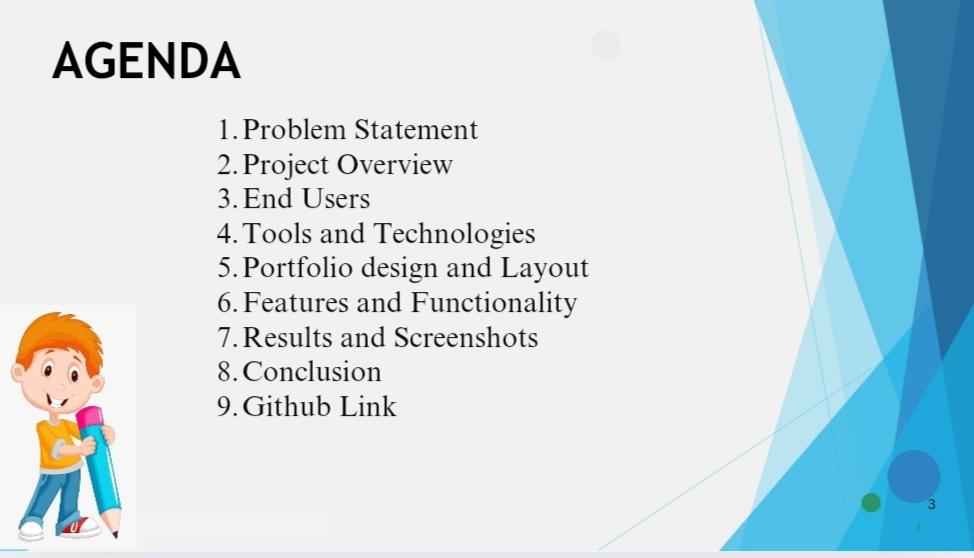 AGENDA
1. Problem Statement
2. Project Overview
3. End Users
4. Tools and Technologies
5. Portfolio design and Layout
6. Features and Functionality
7. Results and Screenshots
8. Conclusion
9. Github Link
3